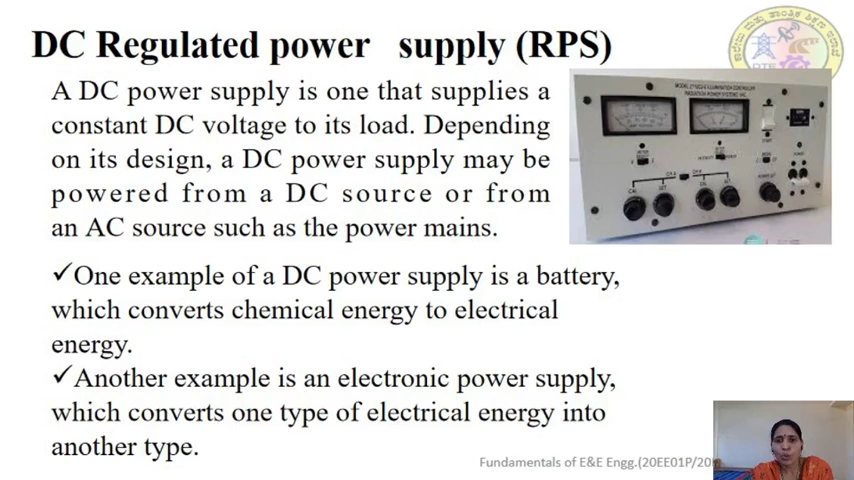 DC Regulated power supply (RPS)
A DC power supply is one that supplies a
constant DC voltage to its load. Depending
on its design, a DC power supply may be
powered from a DC source or from
an AC source such as the power mains.
✓One example of a DC power supply is a battery,
which converts chemical energy to electrical
energy.
✓Another example is an electronic power supply,
which converts one type of electrical energy into
another type.
Fundamentals of E&E Engg.(20EE01P/20
DTE